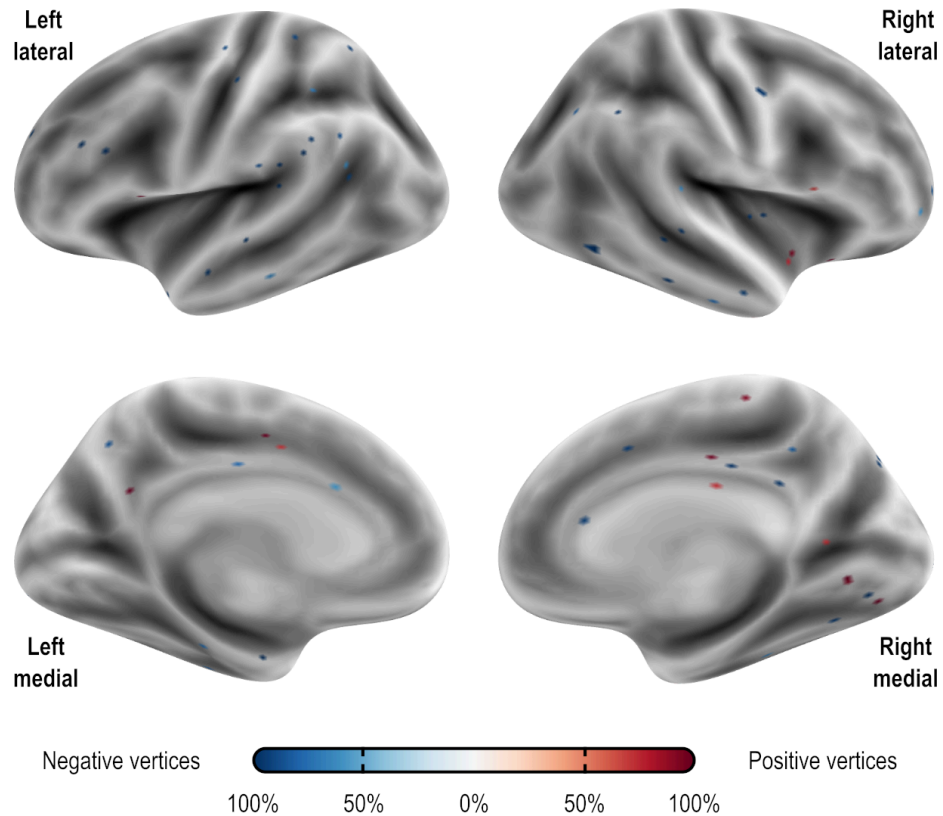 Left
lateral
Right
lateral
Left
medial
Right
medial
Negative vertices
Positive vertices
100%
50%
0%
50%
100%